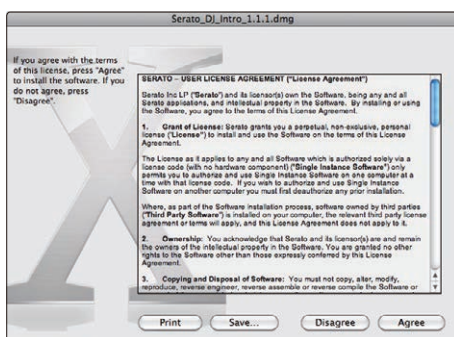 Serato_DJ_Intro_1.1.1.dmg
If you agree with the terms
of this license, press "Agree"
to install the software. If you
do not agree, press
"Disagree".
SERATO – USER LICENSE AGREEMENT ("License Agreement")
Serato Inc LP ("Serato") and its licensor(s) own the Software, being any and all
Serato applications, and intellectual property in the Software. By installing or using
the Software, you agree to the terms of this License Agreement.
1. Grant of License: Serato grants you a perpetual, non-exclusive, personal
license ("License") to install and use the Software on the terms of this License
Agreement.
The License as it applies to any and all Software which is authorized solely via a
license code (with no hardware component) ("Single Instance Software") only
permits you to authorize and use Single Instance Software on one computer at a
time with that license code. If you wish to authorize and use Single Instance
Software on another computer you must first deauthorize any prior installation.
Where, as part of the Software installation process, software owned by third parties
("Third Party Software") is installed on your computer, the relevant third party license
agreement or terms will apply, and this License Agreement does not apply to it.
2. Ownership: You acknowledge that Serato and its licensor(s) are and remain
the owners of the intellectual property in the Software. You are granted no other
rights to the Software other than those expressly conferred by this License
Agreement.
3. Copying and Disposal of Software: You must not copy, alter, modify,
reproduce, reverse engineer, reverse assemble or reverse compile the Software or
Print Save... Disagree Agree